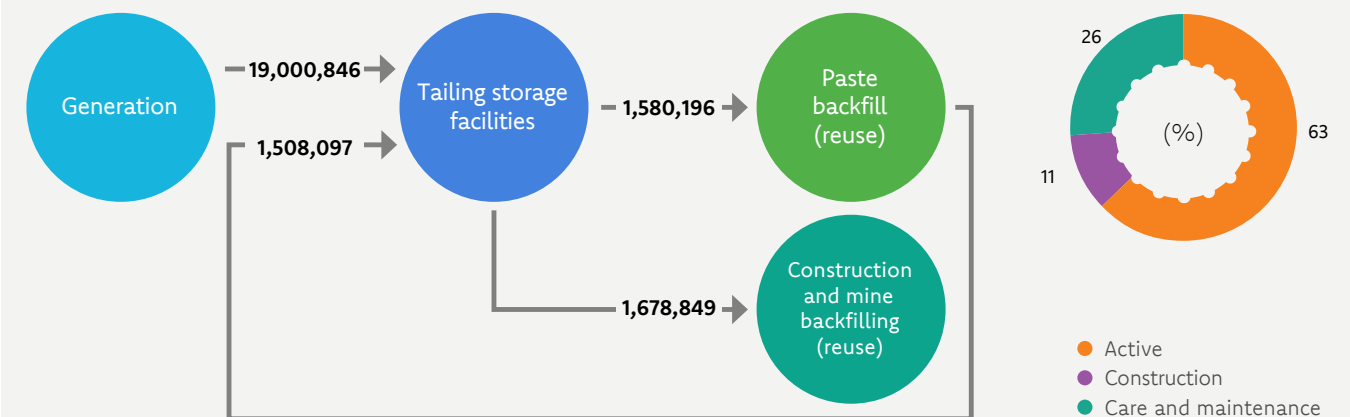 Generation
19,000,846
1,508,097
Tailing storage
facilities
1,580,196
Paste
backfill
(reuse)
1,678,849
Construction
and mine
backfilling
(reuse)
26
(%)
63
11
Active
Construction
Care and maintenance